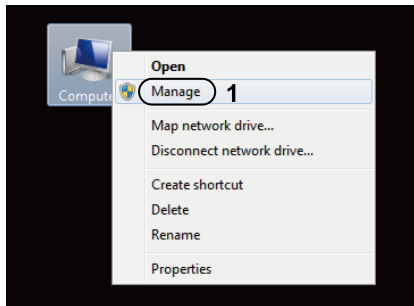 Computer
Open
Manage 1
Map network drive...
Disconnect network drive...
Create shortcut
Delete
Rename
Properties